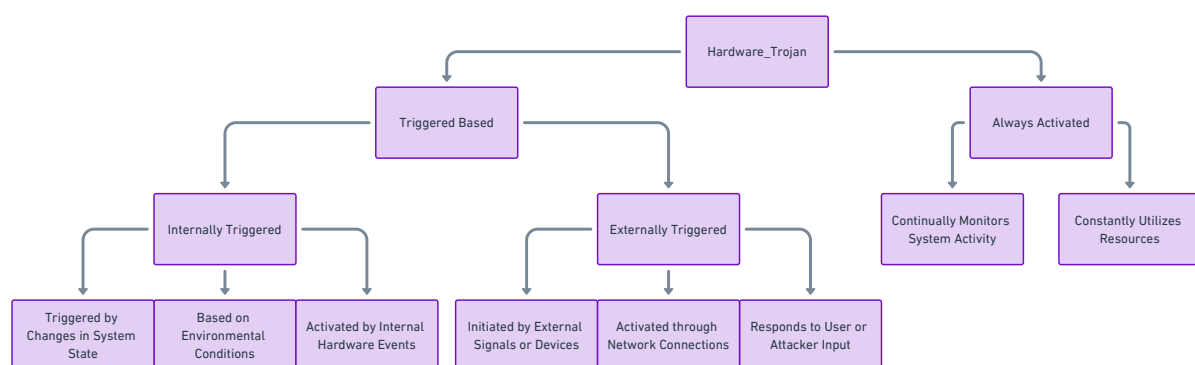 Hardware_Trojan
Triggered Based
Always Activated
Internally Triggered
Externally Triggered
Continually Monitors
System Activity
Constantly Utilizes
Resources
Triggered by
Changes in System
State
Based on
Environmental
Conditions
Activated by Internal
Hardware Events
Initiated by External
Signals or Devices
Activated through
Network Connections
Responds to User or
Attacker Input